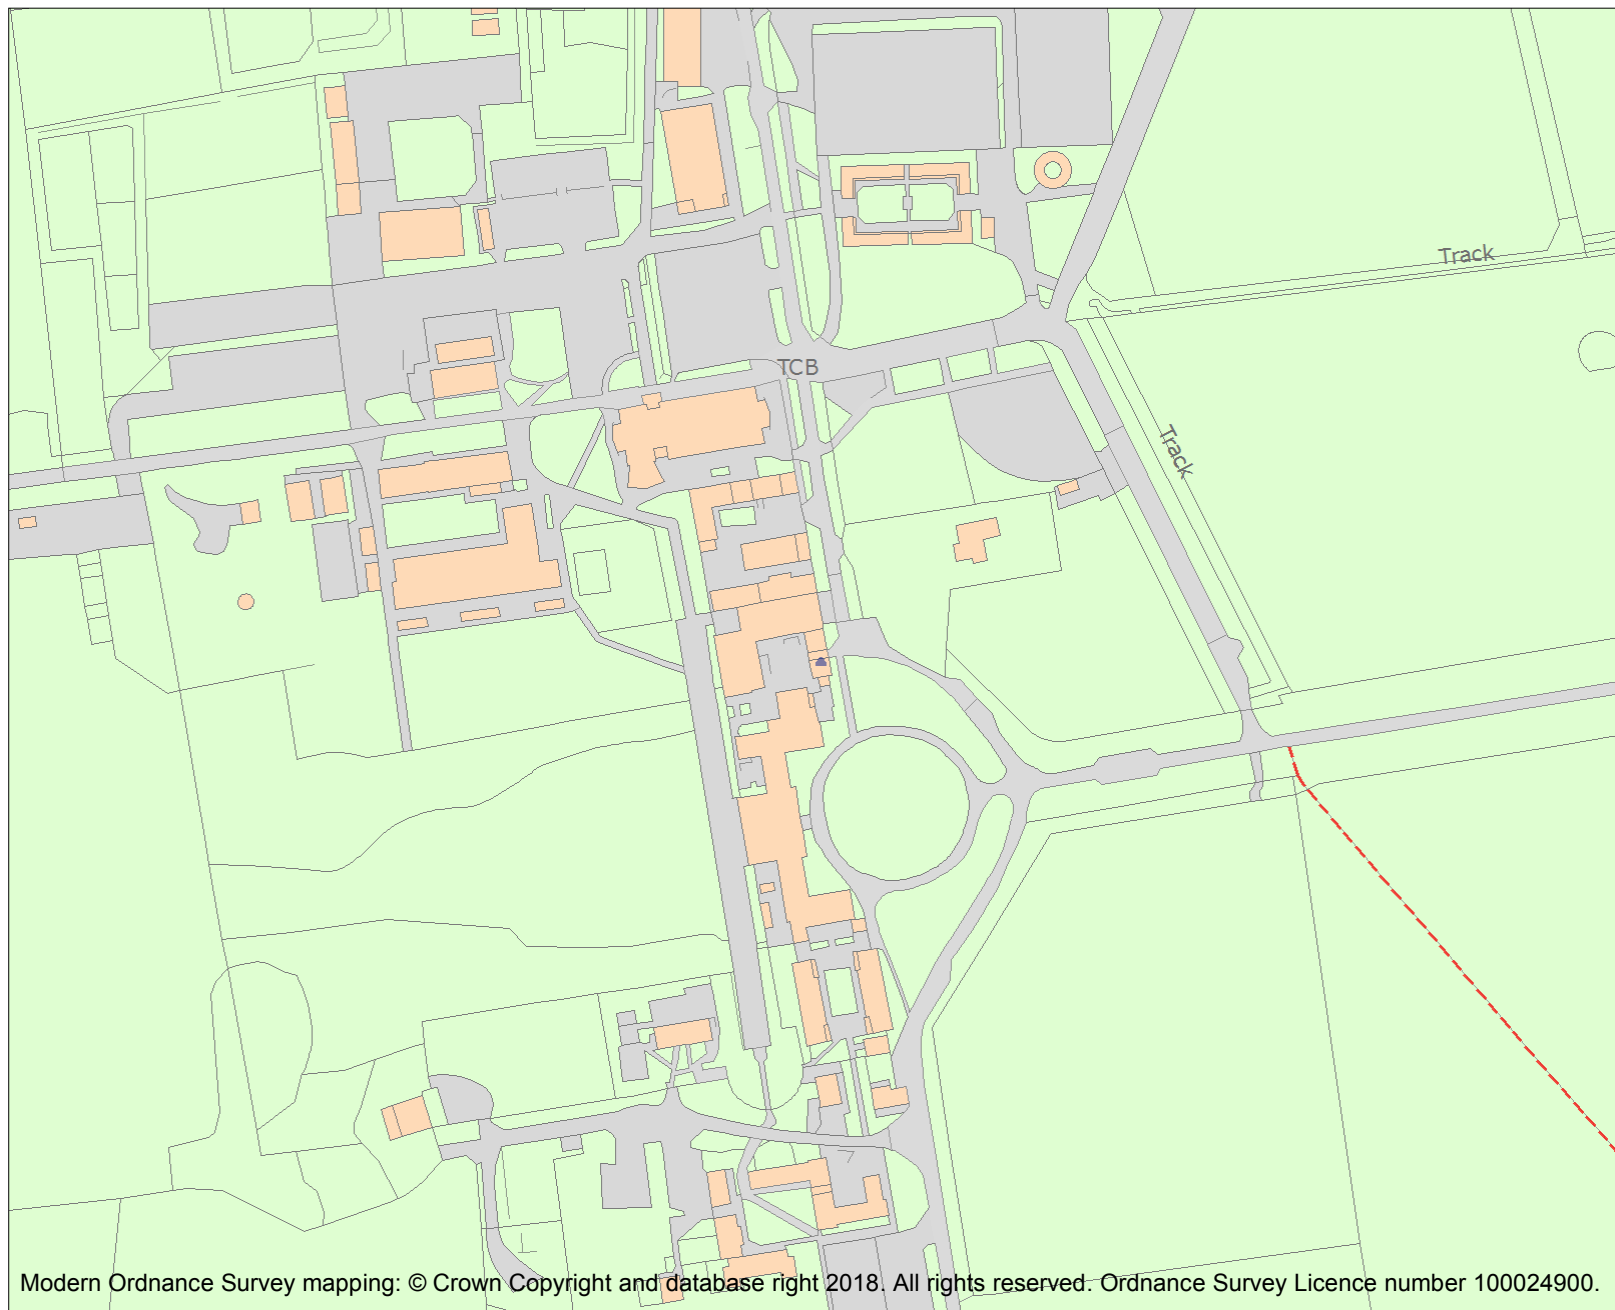 Track
TCB
Track
Modern Ordnance Survey mapping: © Crown Copyright and database right 2018. All rights reserved. Ordnance Survey Licence number 100024900.